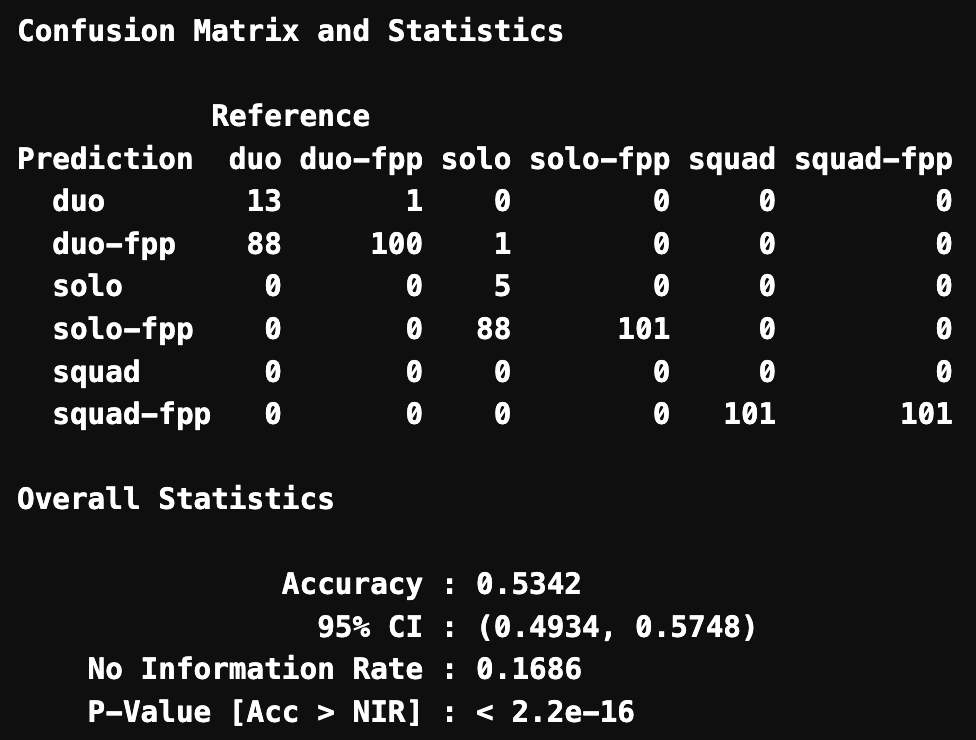 Confusion Matrix and Statistics
Reference
Prediction duo duo-fpp solo solo-fpp squad squad-fpp
duo 13 1 0 0 0 0
duo-fpp 88 100 1 0 0 0
solo 0 0 5 0 0 0
solo-fpp 0 0 88 101 0 0
squad 0 0 0 0 0 0
squad-fpp 0 0 0 0 101 101
Overall Statistics
Accuracy : 0.5342
95% CI : (0.4934, 0.5748)
No Information Rate : 0.1686
P-Value [Acc > NIR] : < 2.2e-16